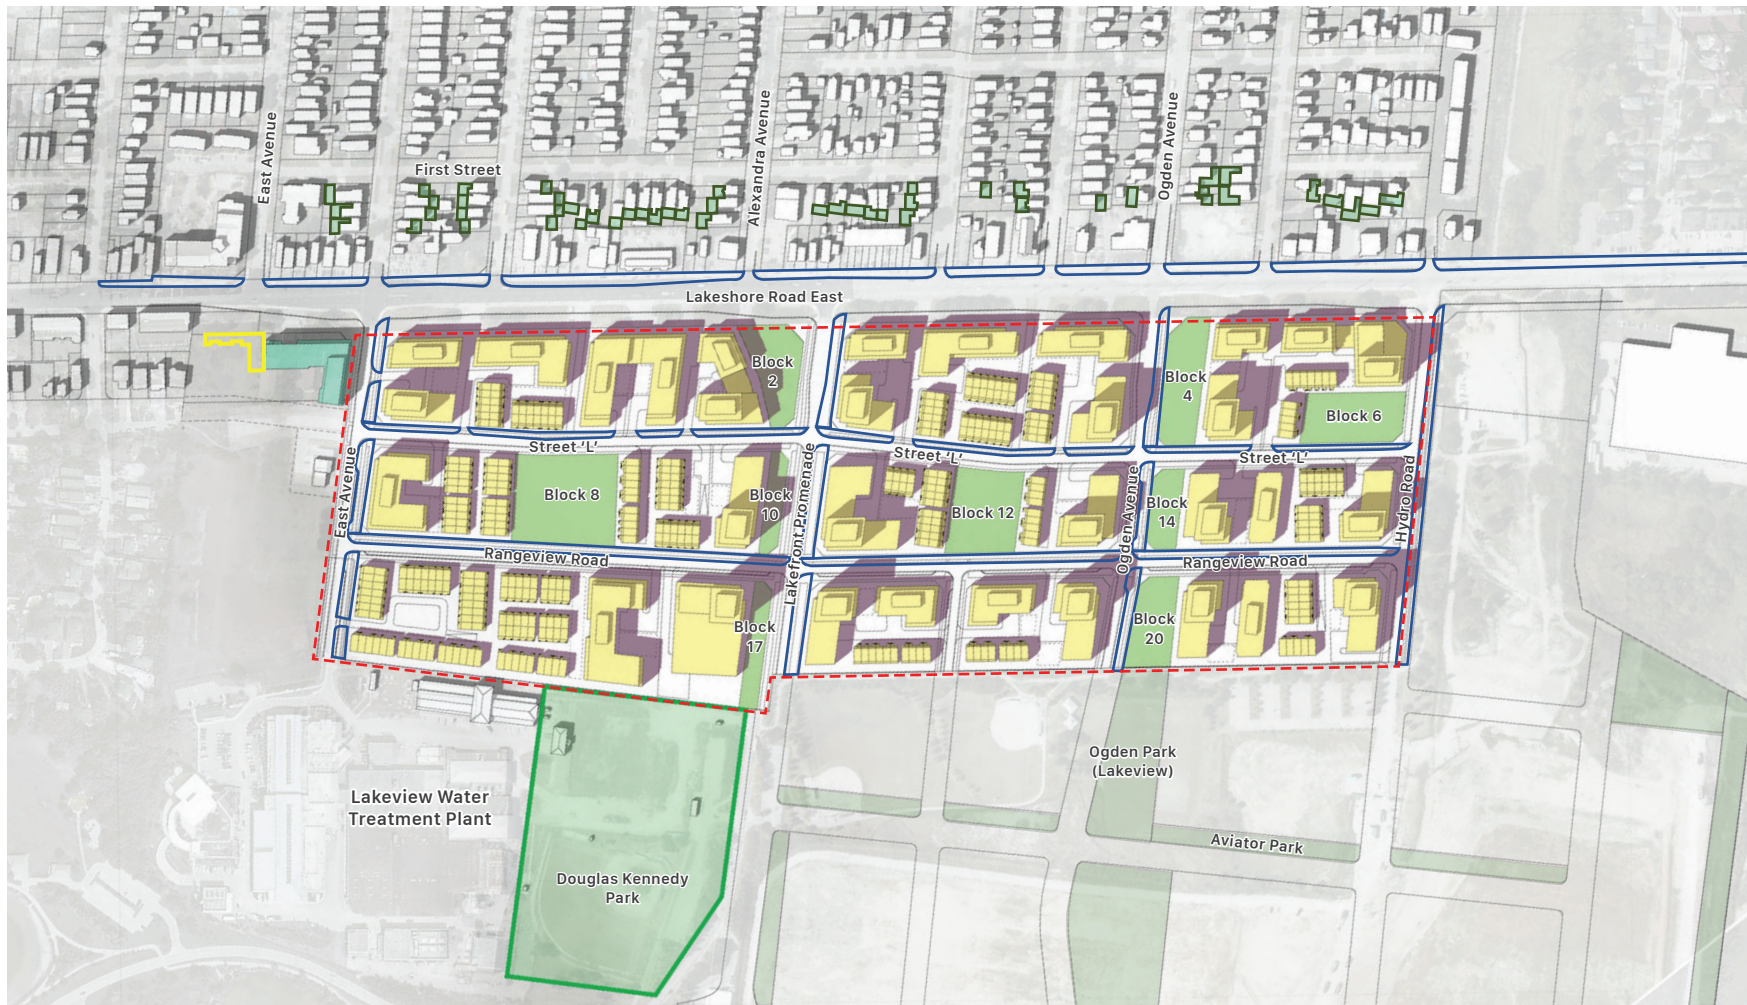 East Avenue
First Street
Alexandra Avenue
Ogden Avenue
Lakeshore Road East
Block
2
Block
4
Block 6
Street ‘L’
Street ‘L’
Street ‘L’
East Avenue
Block 8
Block
10
Lakefront Promenade
Block 12
Ogden Avenue
Block
14
Hydro Road
Rangeview Road
Rangeview Road
Block
17
Block
20
Ogden Park
(Lakeview)
Lakeview Water
Treatment Plant
Aviator Park
Douglas Kennedy
Park